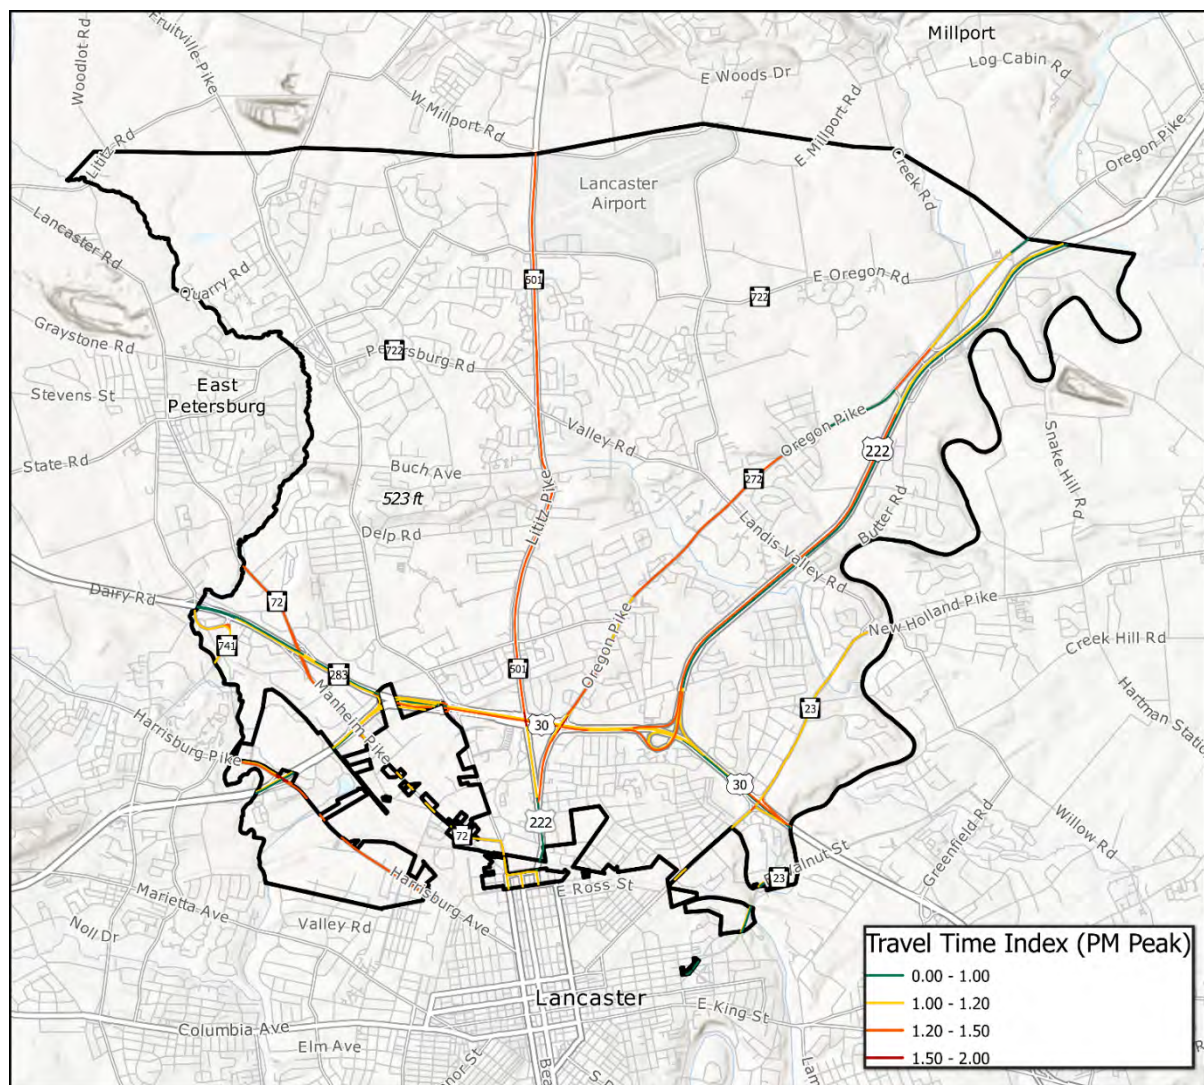 Millport
Woodlot Rd
Fruitville Pike
Log Cabin Rd
E Woods Dr
W Millport Rd
E Millport Rd
Oregon Pike
Lititz Rd
Creek Rd
Lancaster
Airport
Lancaster Rd
Quarry Rd
501
E Oregon Rd
722
Graystone Rd
722
Petersburg Rd
East
Petersburg
Stevens St
Oregon Pike
Valley Rd
222
Snake Hill Rd
State Rd
Buch Ave
272
523 ft
Lititz Pike
Butter Rd
Delp Rd
Landis Valley Rd
Dairy Rd
72
New Holland Pike
Oregon Pike
Creek Hill Rd
741
501
283
Manheim Pike
23
Hartman Statio
Harrisburg Pike
30
30
222
72
Greenfield Rd
Willow Rd
Walnut St
23
Harrisburg Ave
E Ross St
Marietta Ave
Valley Rd
Noll Dr
Lancaster
E King St
Columbia Ave
Elm Ave
nor St
Bea
S D
Lam
R
Travel Time Index (PM Peak)
0.00 - 1.00
1.00 - 1.20
1.20 - 1.50
1.50 - 2.00